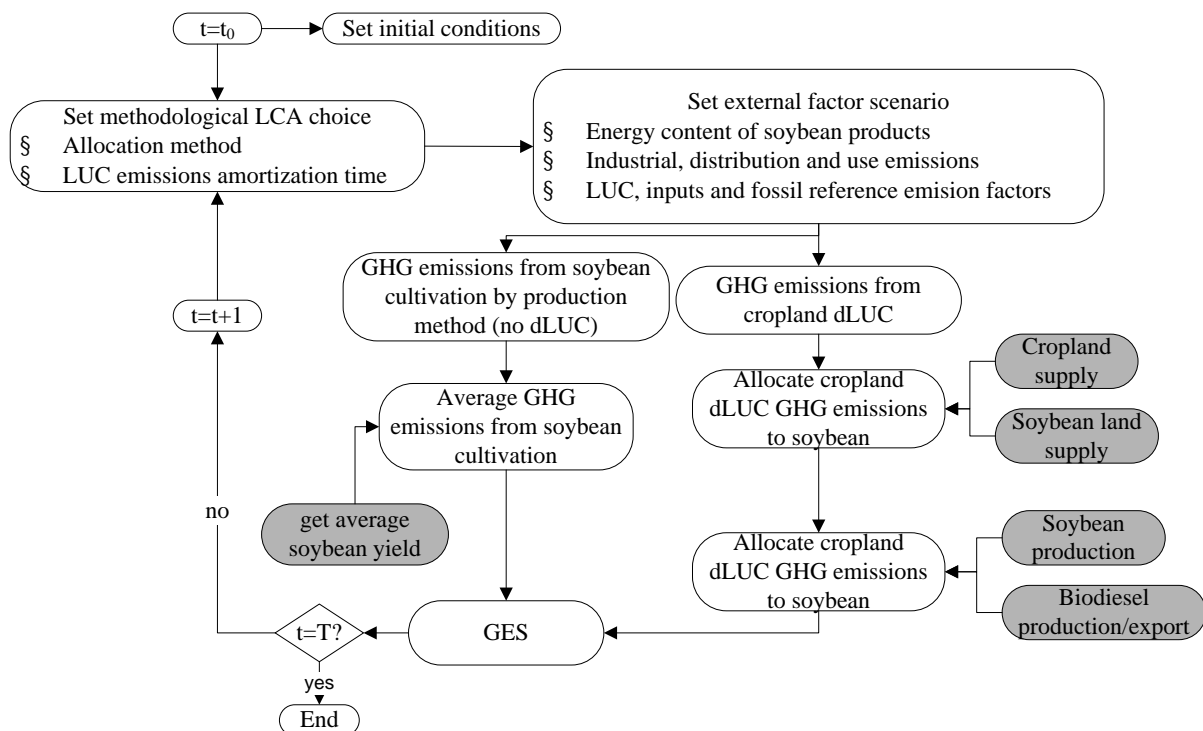 t=t0
Set initial conditions
Set methodological LCA choice
§ Allocation method
§ LUC emissions amortization time
Set external factor scenario
§ Energy content of soybean products
§ Industrial, distribution and use emissions
§ LUC, inputs and fossil reference emision factors
GHG emissions from soybean
cultivation by production
method (no dLUC)
GHG emissions from
cropland dLUC
t=t+1
Cropland
supply
Average GHG
emissions from soybean
cultivation
Allocate cropland
dLUC GHG emissions
to soybean
Soybean land
supply
no
get average
soybean yield
Allocate cropland
dLUC GHG emissions
to soybean
Soybean
production
Biodiesel
production/export
t=T?
GES
yes
End